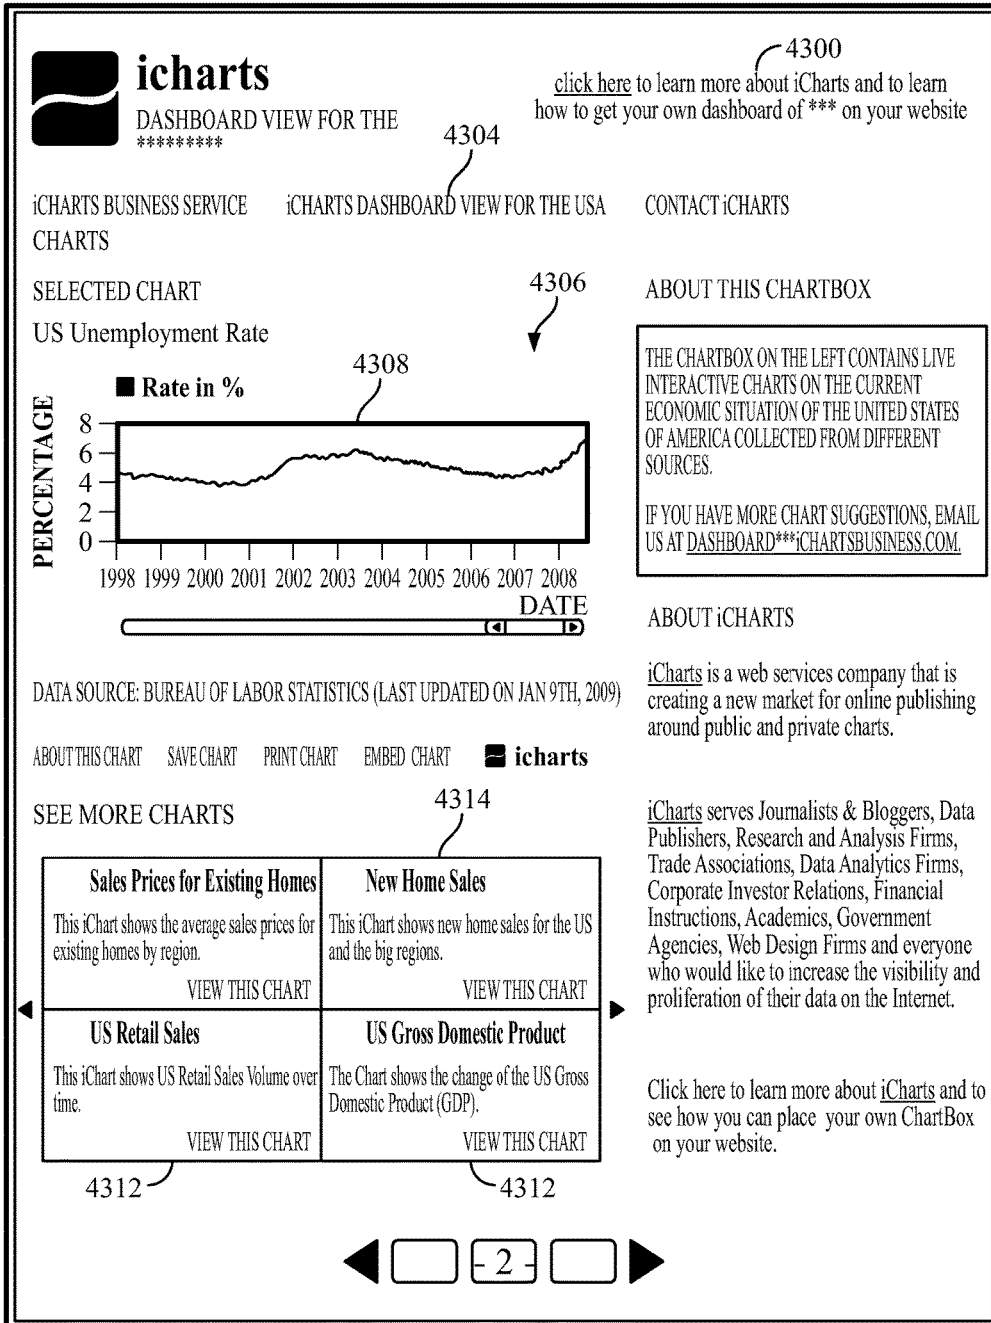 icharts
DASHBOARD VIEW FOR THE
*********
4300
click here to learn more about iCharts and to learn
how to get your own dashboard of *** on your website
4304
iCHARTS BUSINESS SERVICE
iCHARTS DASHBOARD VIEW FOR THE USA
CONTACT iCHARTS
CHARTS
SELECTED CHART
US Unemployment Rate
4306
4308
Rate in %
PERCENTAGE
8
6
4
2
0
1998 1999 2000 2001 2002 2003 2004 2005 2006 2007 2008
DATE
DATA SOURCE: BUREAU OF LABOR STATISTICS (LAST UPDATED ON JAN 9TH, 2009)
ABOUT THIS CHART SAVE CHART PRINT CHART EMBED CHART icharts
SEE MORE CHARTS
4314
Sales Prices for Existing Homes
This iChart shows the average sales prices for
existing homes by region.
VIEW THIS CHART
New Home Sales
This iChart shows new home sales for the US
and the big regions.
VIEW THIS CHART
US Retail Sales
This iChart shows US Retail Sales Volume over
time.
VIEW THIS CHART
US Gross Domestic Product
The Chart shows the change of the US Gross
Domestic Product (GDP).
VIEW THIS CHART
4312
4312
ABOUT THIS CHARTBOX
THE CHARTBOX ON THE LEFT CONTAINS LIVE
INTERACTIVE CHARTS ON THE CURRENT
ECONOMIC SITUATION OF THE UNITED STATES
OF AMERICA COLLECTED FROM DIFFERENT
SOURCES.
IF YOU HAVE MORE CHART SUGGESTIONS, EMAIL
US AT DASHBOARD***iCHARTSBUSINESS.COM.
ABOUT iCHARTS
iCharts is a web services company that is
creating a new market for online publishing
around public and private charts.
iCharts serves Journalists & Bloggers, Data
Publishers, Research and Analysis Firms,
Trade Associations, Data Analytics Firms,
Corporate Investor Relations, Financial
Instructions, Academics, Government
Agencies, Web Design Firms and everyone
who would like to increase the visibility and
proliferation of their data on the Internet.
Click here to learn more about iCharts and to
see how you can place your own ChartBox
on your website.
- 2 -